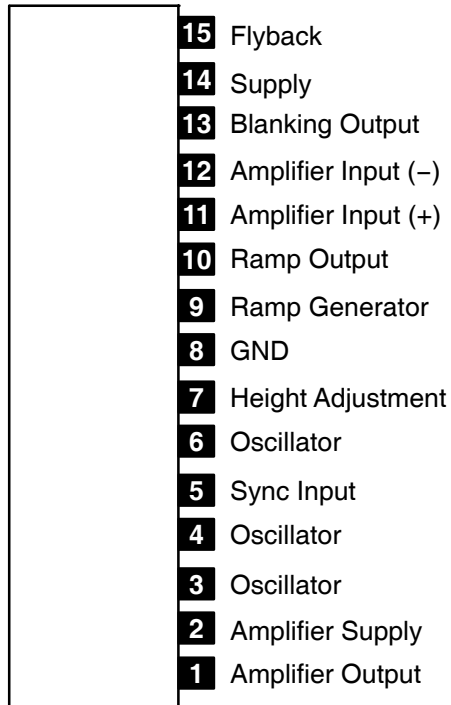 15 Flyback
14 Supply
13 Blanking Output
12 Amplifier Input (−)
11 Amplifier Input (+)
10 Ramp Output
9 Ramp Generator
8 GND
7 Height Adjustment
6 Oscillator
5 Sync Input
4 Oscillator
3 Oscillator
2 Amplifier Supply
1 Amplifier Output